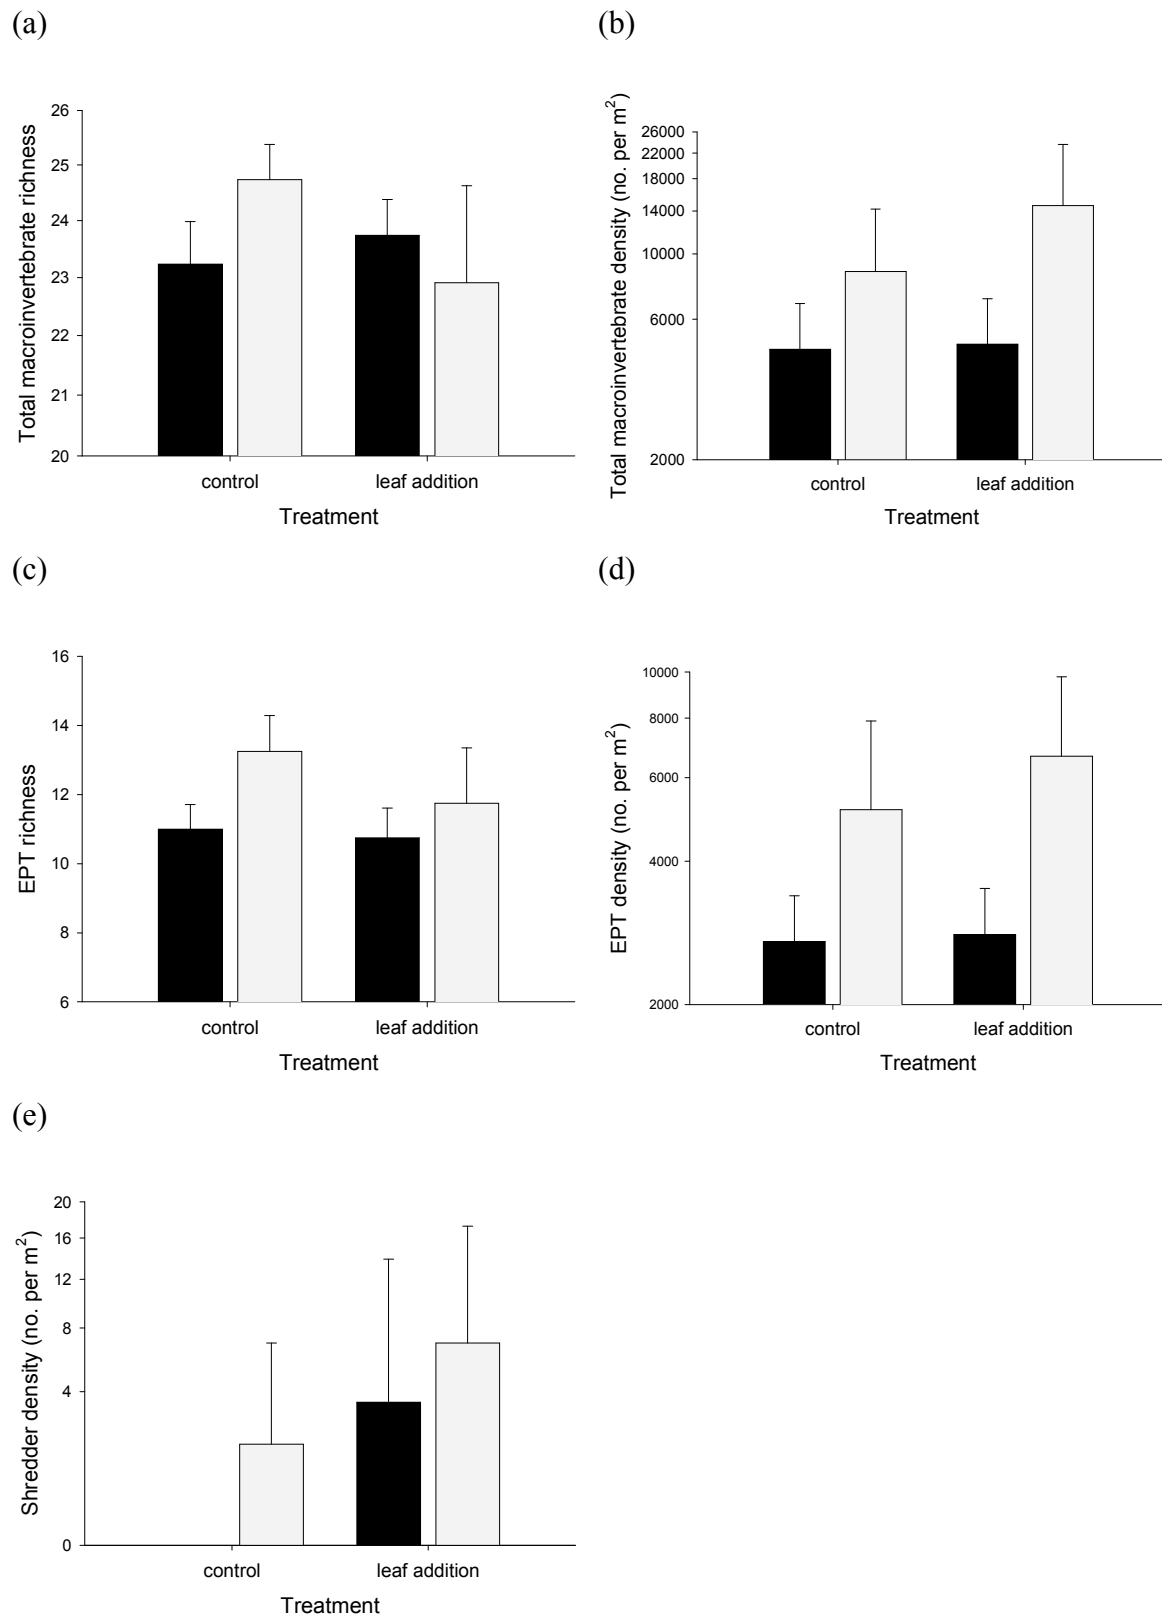 (a)
Total macroinvertebrate richness
26
25
24
23
22
21
20
control leaf addition
Treatment
(b)
Total macroinvertebrate density (no. per m²)
26000
22000
18000
14000
10000
6000
2000
control leaf addition
Treatment
(c)
EPT richness
16
14
12
10
8
6
control leaf addition
Treatment
(d)
EPT density (no. per m²)
10000
8000
6000
4000
2000
control leaf addition
Treatment
(e)
Shredder density (no. per m²)
20
16
12
8
4
0
control leaf addition
Treatment